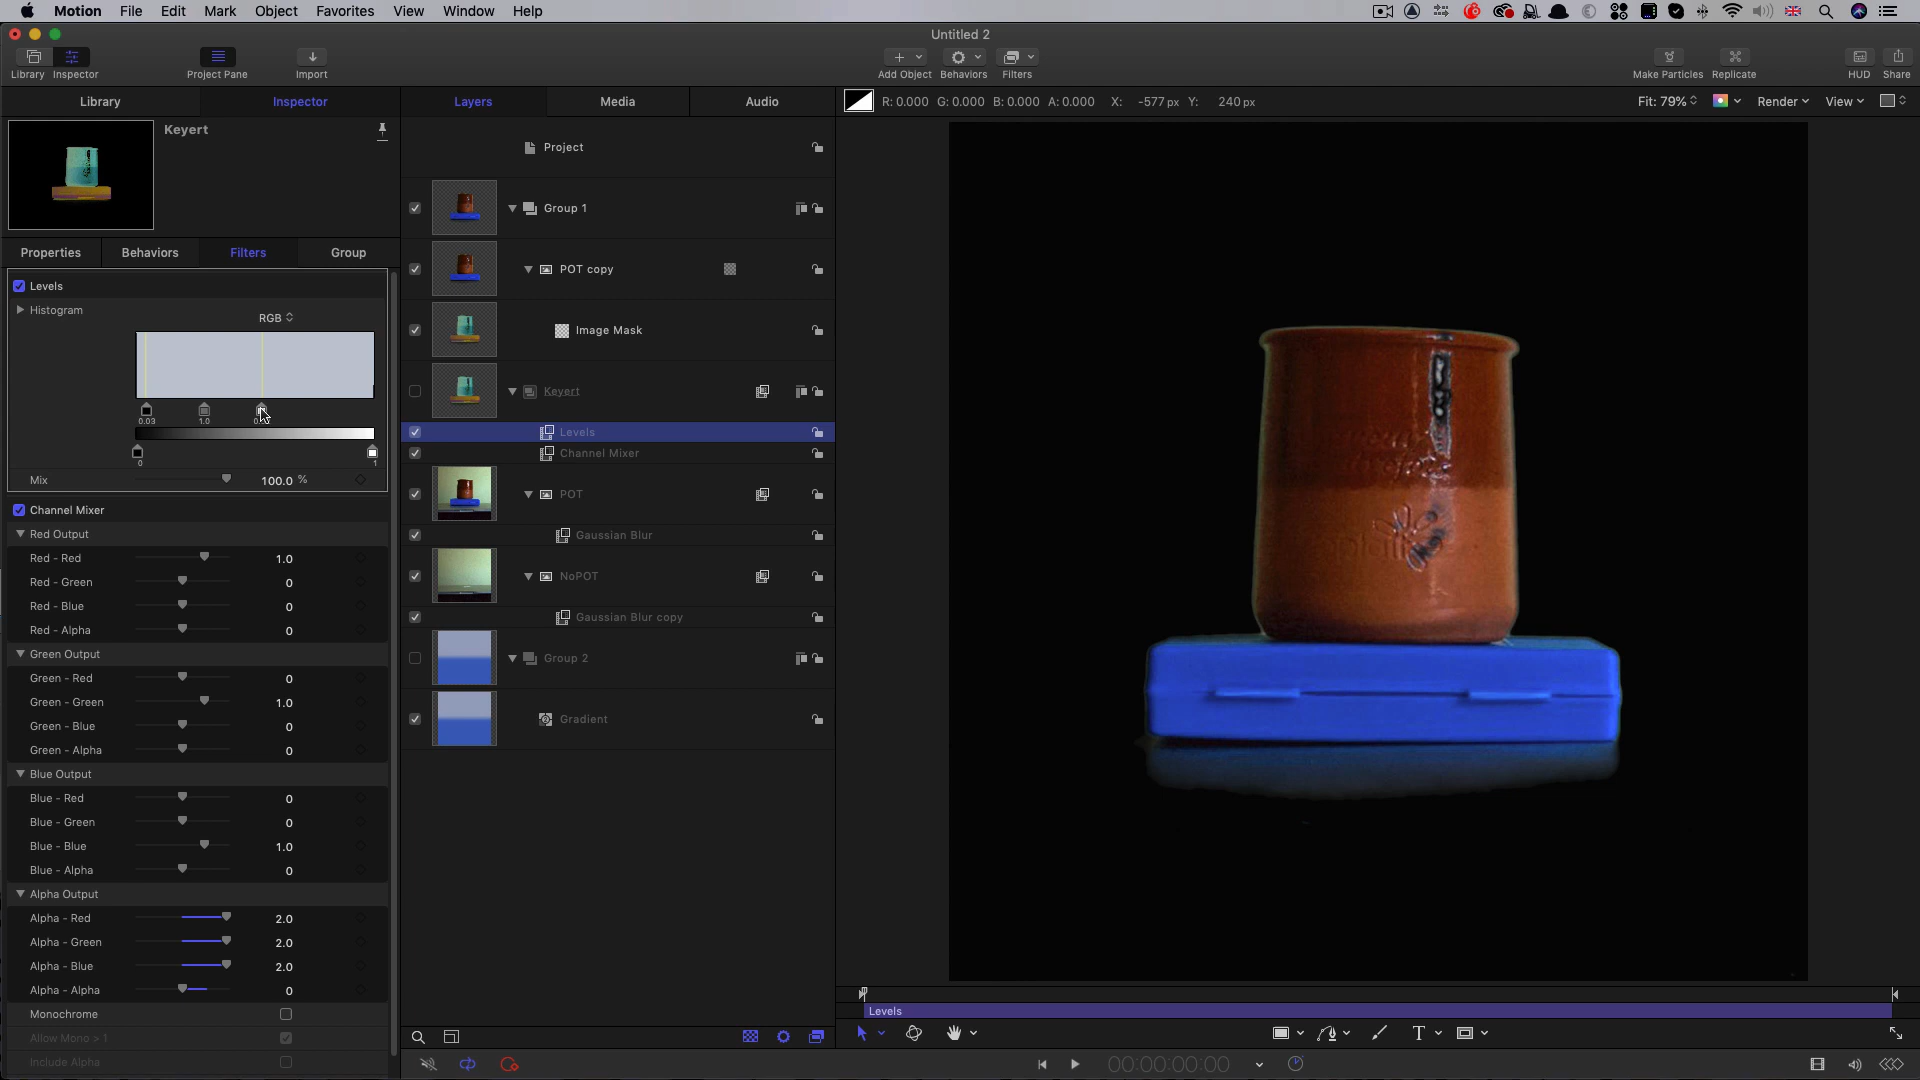 Motion File Edit Mark Object Favorites View Window Help
Untitled 2
Library Inspector Project Pane Import Add Object Behaviors Filters Make Particles Replicate HUD Share
Library Inspector Layers Media Audio R: 0.000 G: 0.000 B: 0.000 A: 0.000 X: -577 px Y: 240 px Fit: 79% Render View
Keyert
Project
Group 1
Properties Behaviors Filters Group
POT copy
Levels
Histogram
RGB
Image Mask
Keyert
0.03 1.0
Levels
Channel Mixer
0 1
Mix 100.0 %
POT
Channel Mixer
Red Output
Gaussian Blur
Red - Red 1.0
Red - Green 0
NoPOT
Red - Blue 0
Gaussian Blur copy
Red - Alpha 0
Green Output
Group 2
Green - Red 0
Green - Green 1.0
Gradient
Green - Blue 0
Green - Alpha 0
Blue Output
Blue - Red 0
Blue - Green 0
Blue - Blue 1.0
Blue - Alpha 0
Alpha Output
Alpha - Red 2.0
Alpha - Green 2.0
Alpha - Blue 2.0
Alpha - Alpha 0
Levels
Monochrome
Allow Mono > 1
Include Alpha
T
00:00:00:00